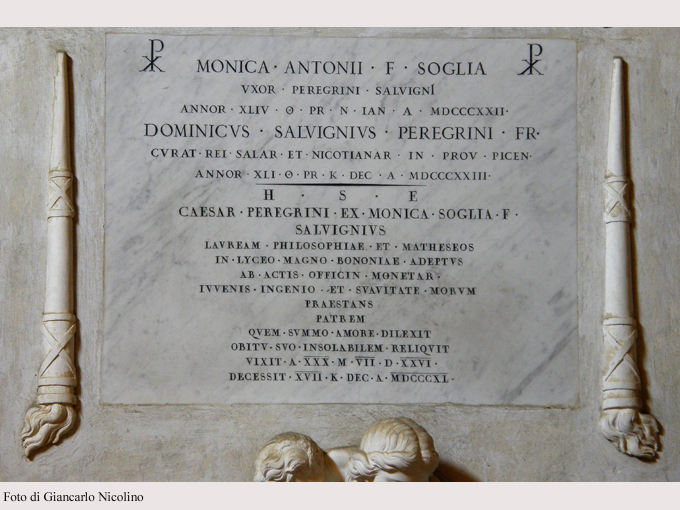 MONICA · ANTONII · F · SOGLIA
VXOR · PEREGRINI · SALVIGNI
ANNOR · XLIV · Θ · PR · N · IAN · A · MDCCCXXII ·
DOMINICVS · SALVIGNIVS · PEREGRINI · FR ·
CVRAT · REI · SALAR · ET · NICOTIANAR · IN · PROV · PICEN ·
ANNOR · XLI · Θ · PR · K · DEC · A · MDCCCXXIII ·
H · S · E
CAESAR · PEREGRINI · EX · MONICA · SOGLIA · F ·
SALVIGNIVS
LAVREAM · PHILOSOPHIAE · ET · MATHESEOS
IN · LYCEO · MAGNO · BONONIAE · ADEPTVS
AB · ACTIS · OFFICIN · MONETAR ·
IVVENIS · INGENIO · ET · SVAVITATE · MORVM
PRAESTANS
PATREM
QVEM · SVMMO · AMORE · DILEXIT
OBITV · SVO · INSOLABILEM · RELIQVIT
VIXIT · A · XXX · M · VII · D · XXVI ·
DECESSIT · XVII · K · DEC · A · MDCCCXL ·
Foto di Giancarlo Nicolino